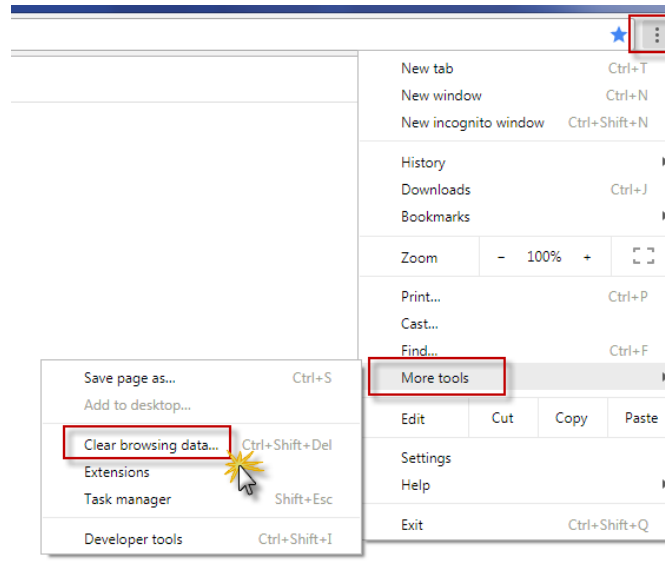 New tab Ctrl+T
New window Ctrl+N
New incognito window Ctrl+Shift+N
History
Downloads Ctrl+J
Bookmarks
Zoom - 100% +
Print... Ctrl+P
Cast...
Find... Ctrl+F
More tools
Edit Cut Copy Paste
Settings
Help
Exit Ctrl+Shift+Q
Save page as... Ctrl+S
Add to desktop...
Clear browsing data... Ctrl+Shift+Del
Extensions
Task manager Shift+Esc
Developer tools Ctrl+Shift+I